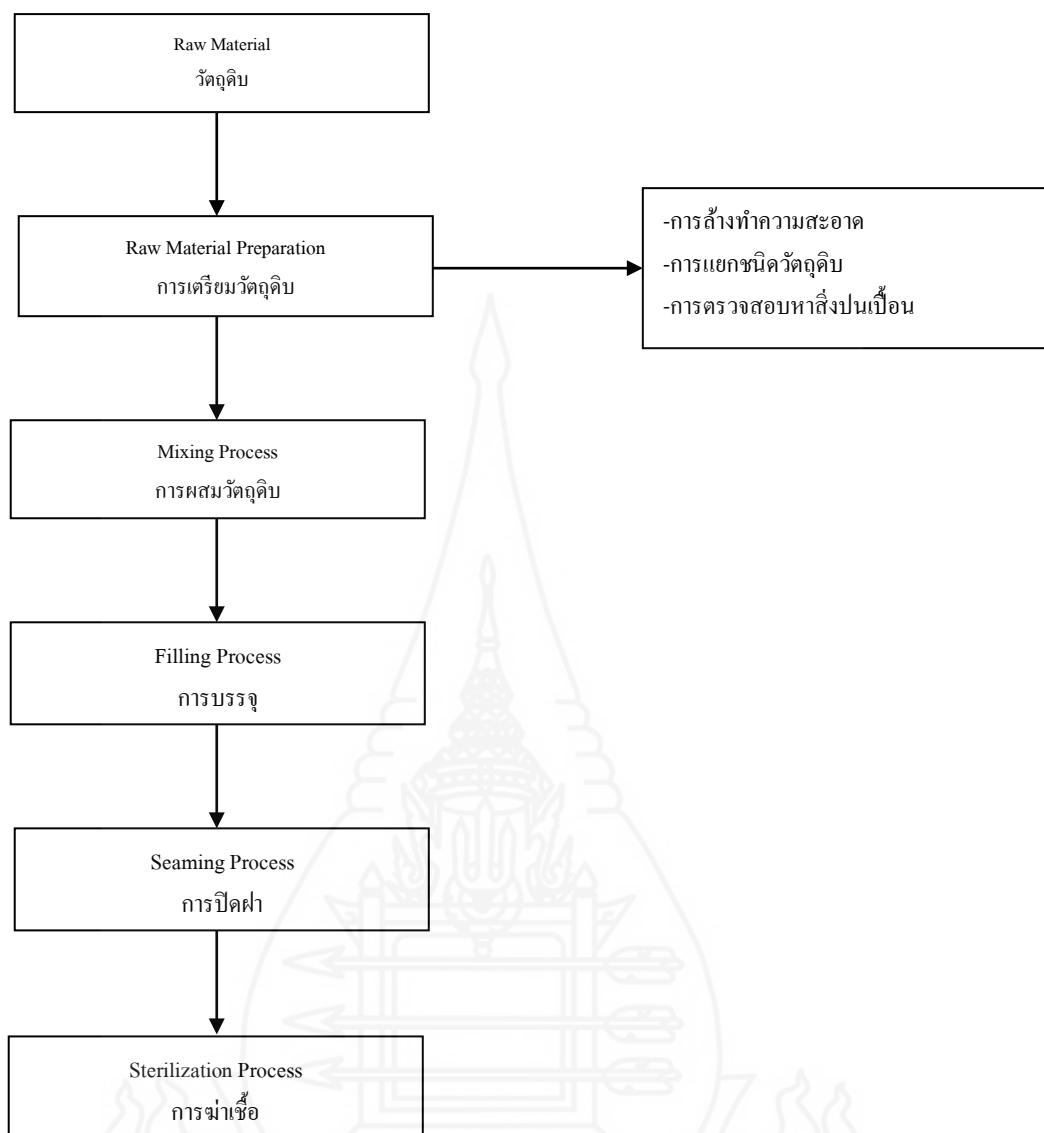 Raw Material
วัตถุดิบ
Raw Material Preparation
การเตรียมวัตถุดิบ
-การล้างทำความสะอาด
-การแยกชนิดวัตถุดิบ
-การตรวจสอบหาสิ่งปนเปื้อน
Mixing Process
การผสมวัตถุดิบ
Filling Process
การบรรจุ
Seaming Process
การปิดฝา
Sterilization Process
การฆ่าเชื้อ